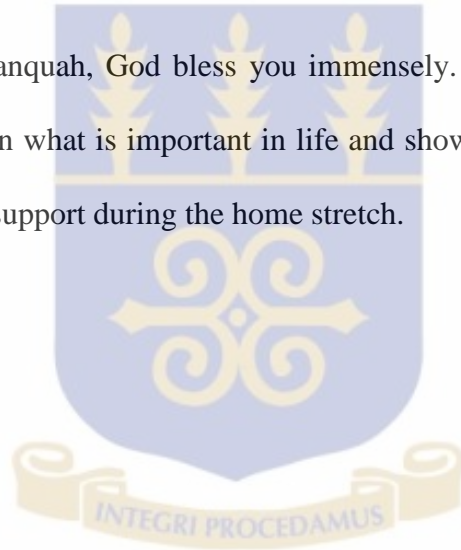 anquah, God bless you immensely.
n what is important in life and show
support during the home stretch.
INTEGRI PROCEDAMUS